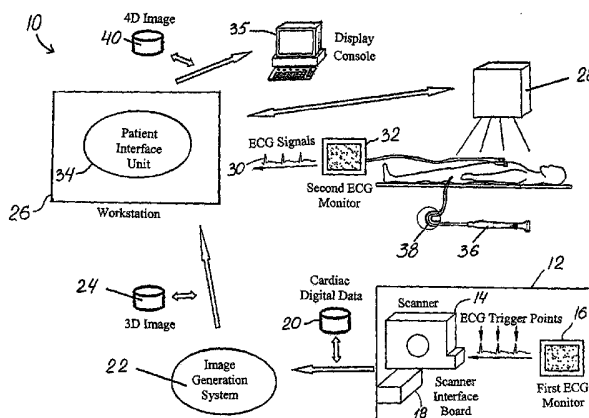 10
4D Image
40
35
Display
Console
28
Patient
Interface
Unit
34
26
Workstation
ECG Signals
30
32
Second ECG
Monitor
38
36
24
3D Image
Cardiac
Digital Data
20
12
Scanner
14
ECG Trigger
Points
16
22
Image
Generation
System
18
Scanner
Interface
Board
First ECG
Monitor